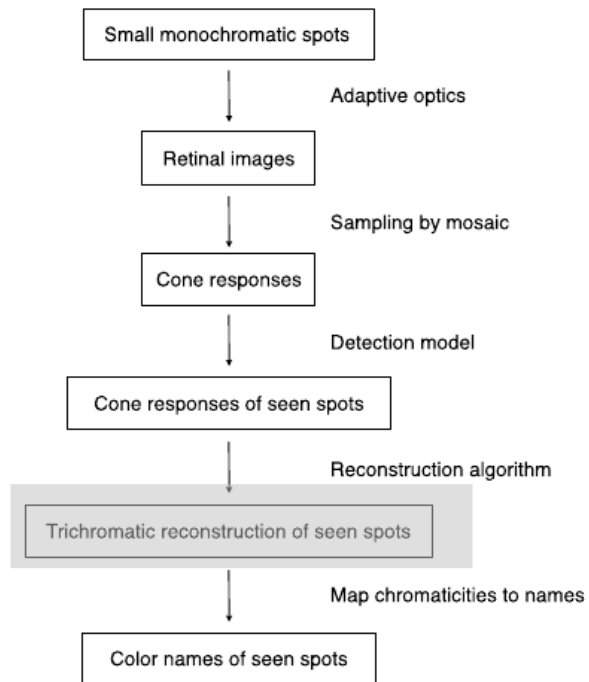 Small monochromatic spots
Adaptive optics
Retinal images
Sampling by mosaic
Cone responses
Detection model
Cone responses of seen spots
Reconstruction algorithm
Trichromatic reconstruction of seen spots
Map chromaticities to names
Color names of seen spots